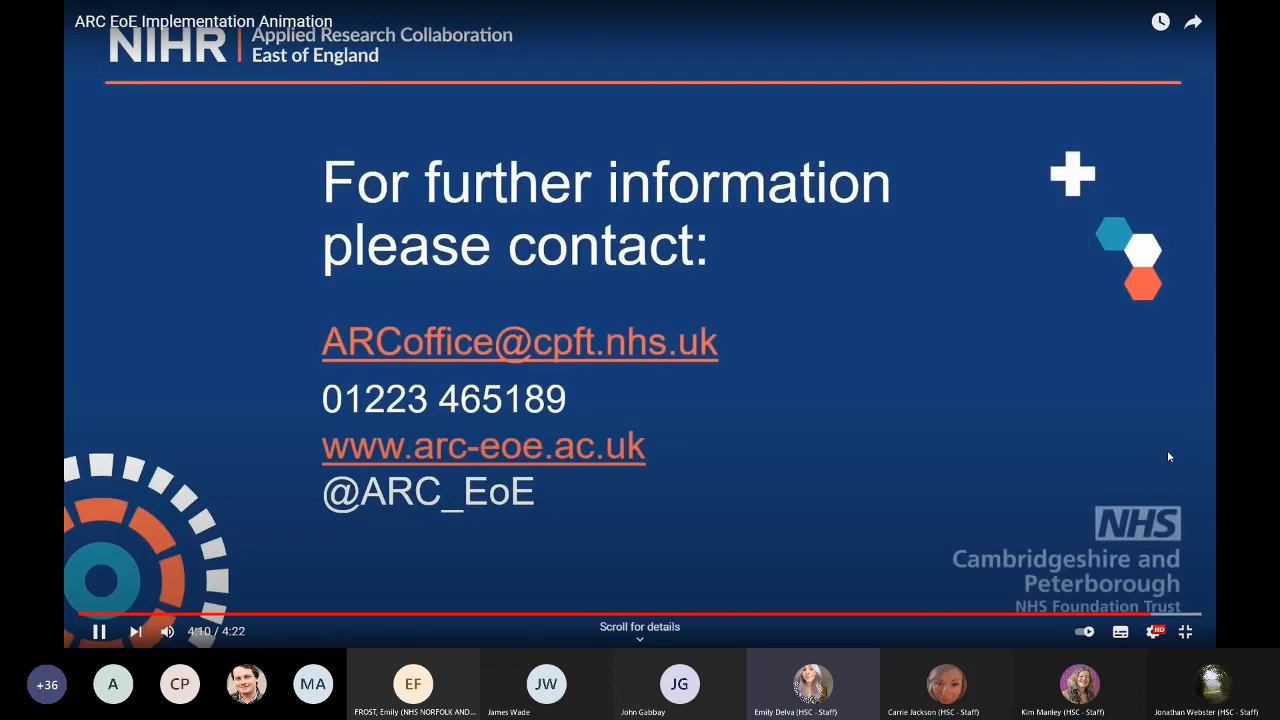 ARC EoE Implementation Animation
NIHR | Applied Research Collaboration
East of England
For further information
please contact:
ARCoffice@cpft.nhs.uk
01223 465189
www.arc-eoe.ac.uk
@ARC_EoE
NHS
Cambridgeshire and
Peterborough
NHS Foundation Trust
4:10 / 4:22
Scroll for details
HD
+36
A
CP
MA
EF
JW
JG
FROST, Emily (NHS NORFOLK AND...
James Wade
John Gabbay
Emily Delva (HSC - Staff)
Carrie Jackson (HSC - Staff)
Kim Manley (HSC - Staff)
Jonathan Webster (HSC - Staff)